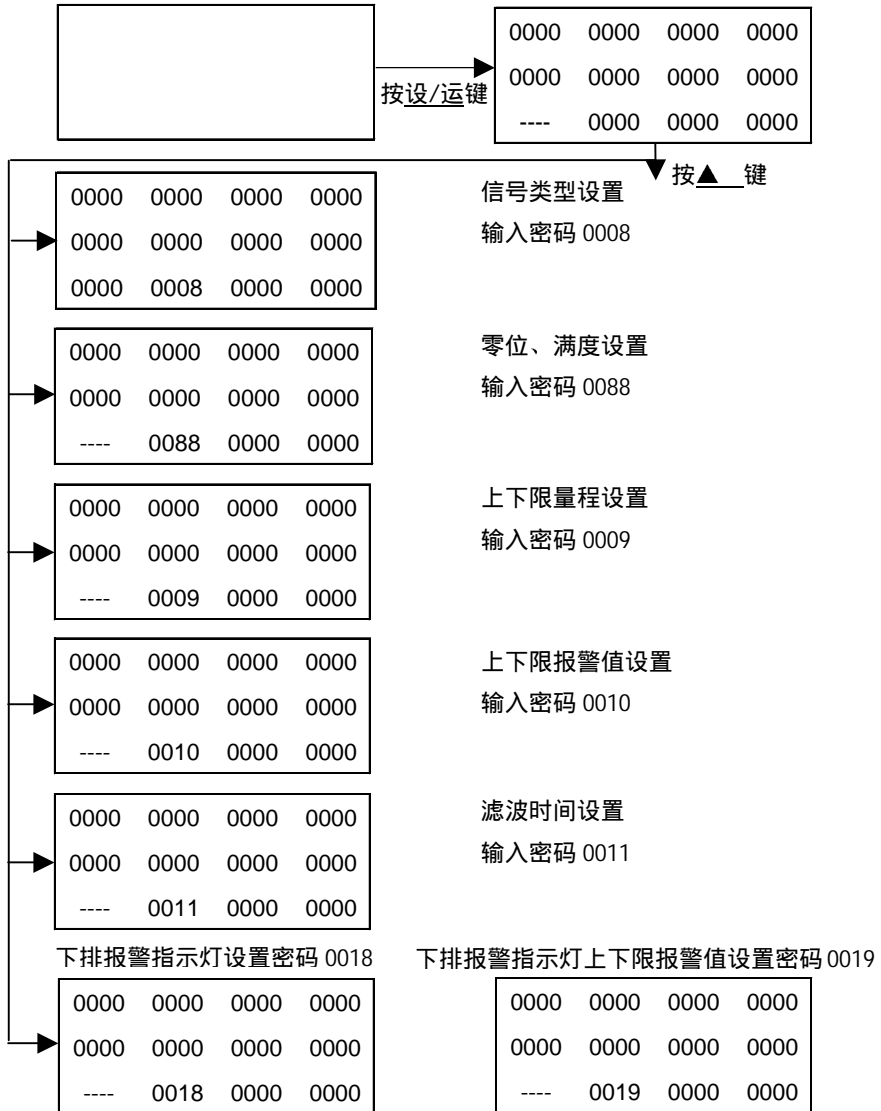 0000 0000 0000 0000
0000 0000 0000 0000
---- 0000 0000 0000
按设/运键
按▲ 键
0000 0000 0000 0000
0000 0000 0000 0000
0000 0008 0000 0000
信号类型设置
输入密码 0008
0000 0000 0000 0000
0000 0000 0000 0000
---- 0088 0000 0000
零位、满度设置
输入密码 0088
0000 0000 0000 0000
0000 0000 0000 0000
---- 0009 0000 0000
上下限量程设置
输入密码 0009
0000 0000 0000 0000
0000 0000 0000 0000
---- 0010 0000 0000
上下限报警值设置
输入密码 0010
0000 0000 0000 0000
0000 0000 0000 0000
---- 0011 0000 0000
滤波时间设置
输入密码 0011
下排报警指示灯设置密码 0018
0000 0000 0000 0000
0000 0000 0000 0000
---- 0018 0000 0000
下排报警指示灯上下限报警值设置密码 0019
0000 0000 0000 0000
0000 0000 0000 0000
---- 0019 0000 0000